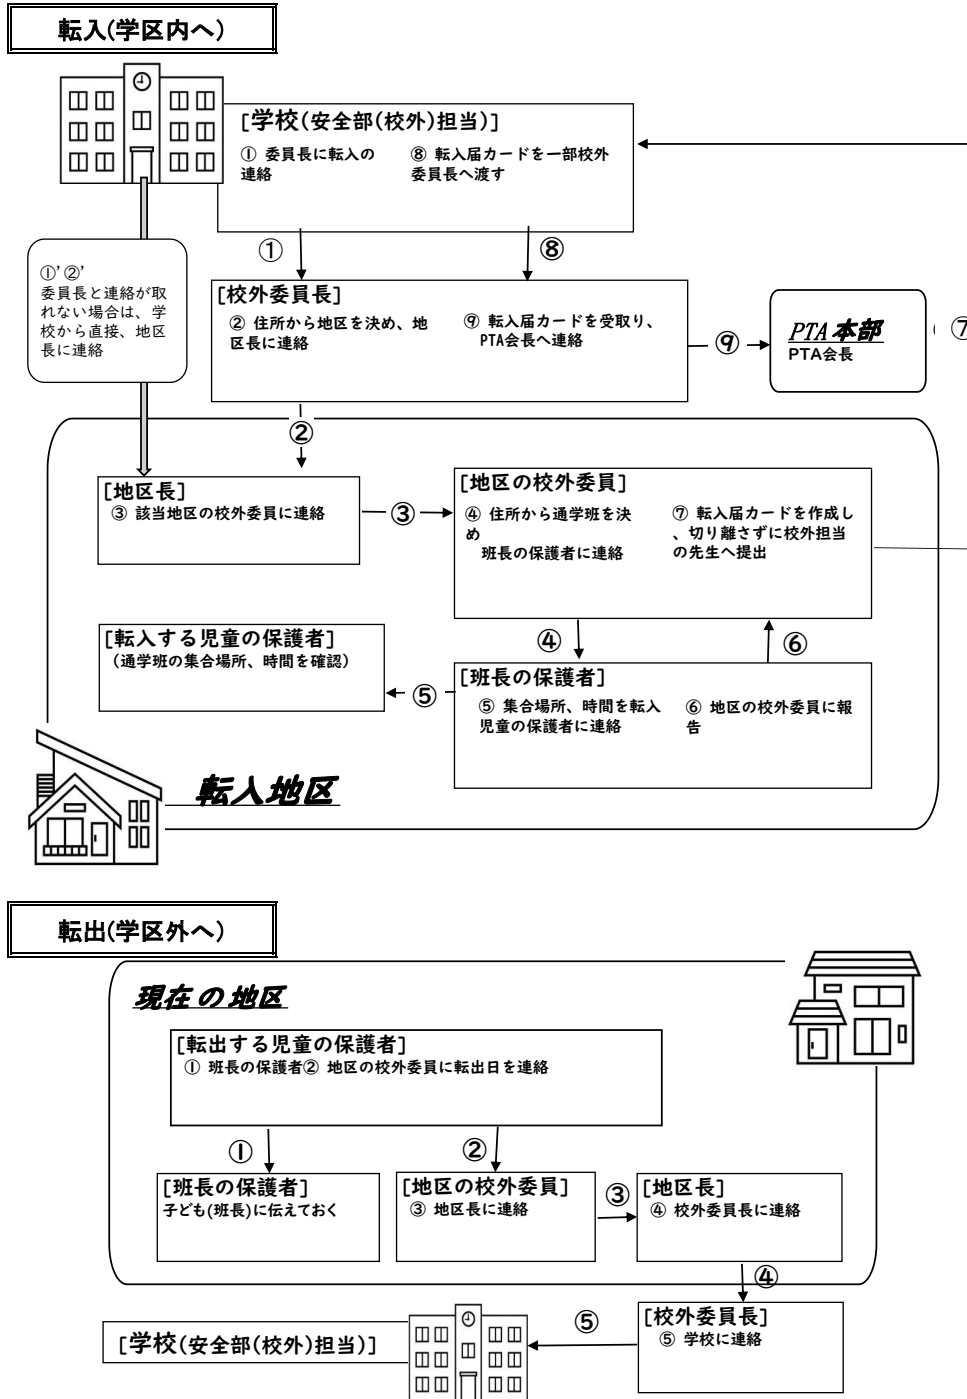 転入(学区内へ)
[学校(安全部(校外)担当)]
① 委員長に転入の
連絡
⑧ 転入届カードを一部校外
委員長へ渡す
①
⑧
①’②’
委員長と連絡が取
れない場合は、学
校から直接、地区
長に連絡
[校外委員長]
② 住所から地区を決め、地
区長に連絡
⑨ 転入届カードを受取り、
PTA会長へ連絡
⑨
PTA本部
PTA会長
⑦
②
[地区長]
③ 該当地区の校外委員に連絡
③
[地区の校外委員]
④ 住所から通学班を決
め
班長の保護者に連絡
⑦ 転入届カードを作成し
、切り離さずに校外担当
の先生へ提出
④
⑥
[転入する児童の保護者]
(通学班の集合場所、時間を確認)
⑤
[班長の保護者]
⑤ 集合場所、時間を転入
児童の保護者に連絡
⑥ 地区の校外委員に報
告
転入地区
転出(学区外へ)
現在の地区
[転出する児童の保護者]
① 班長の保護者② 地区の校外委員に転出日を連絡
①
②
[班長の保護者]
子ども(班長)に伝えておく
[地区の校外委員]
③ 地区長に連絡
③
[地区長]
④ 校外委員長に連絡
④
[校外委員長]
⑤ 学校に連絡
⑤
[学校(安全部(校外)担当)]